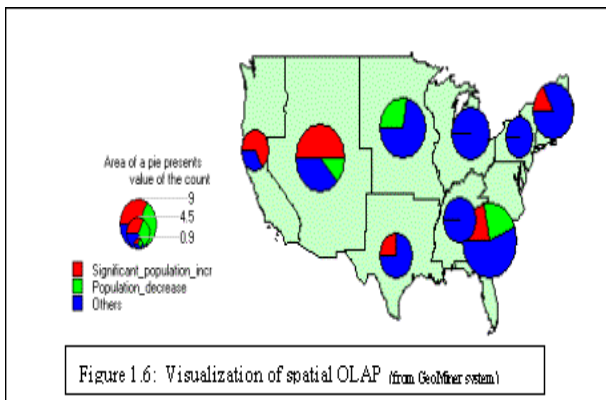 Area of a pie presents
value of the count
9
4.5
0.9
Significant_population_incr
Population_decrease
Others
Figure 1.6: Visualization of spatial OLAP (from GeoMiner system)